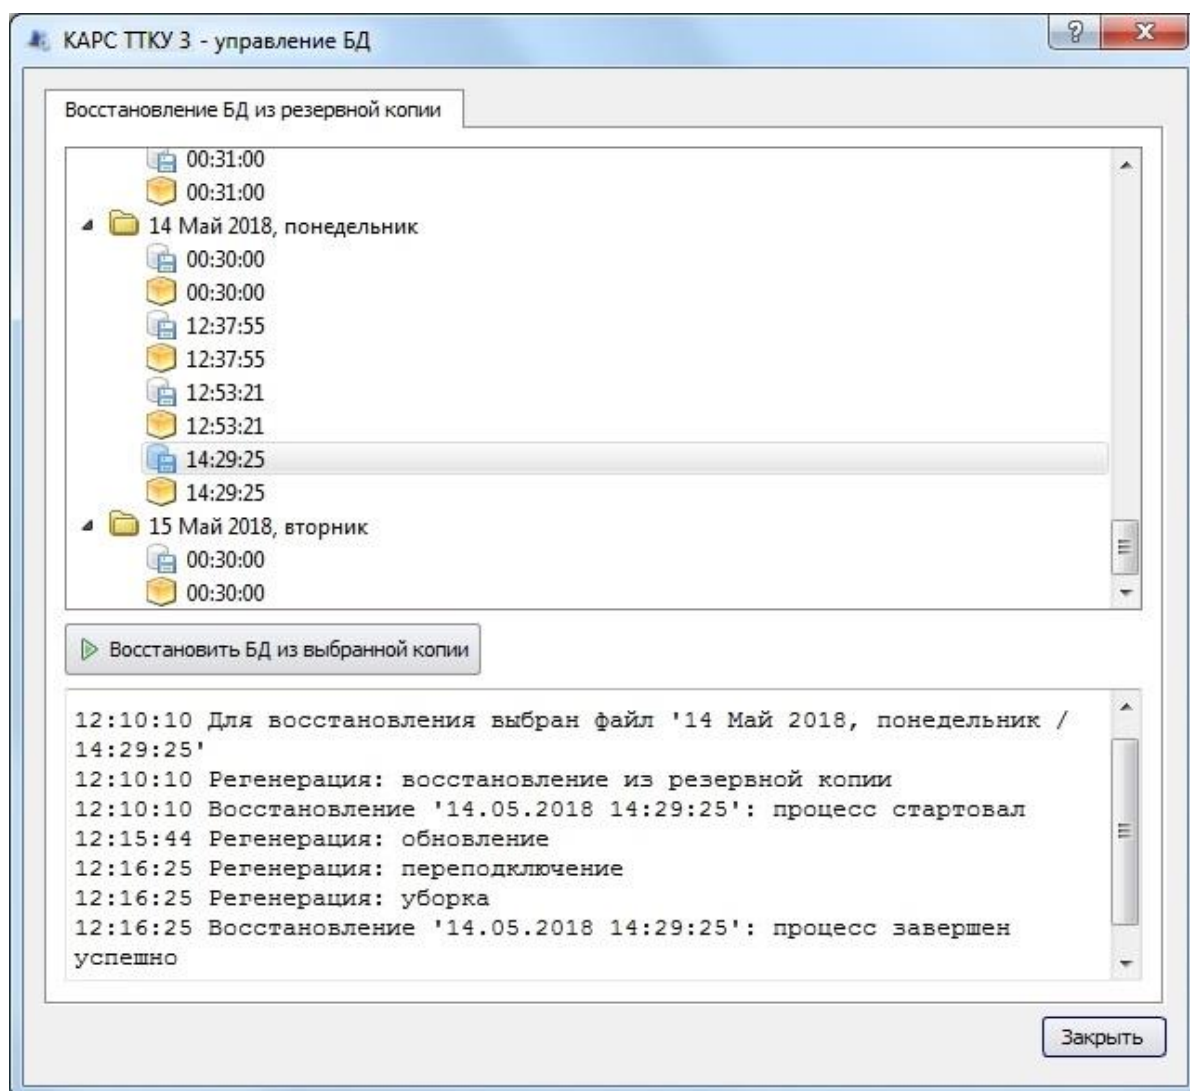 КАРС ТТКУ 3 - управление БД
Восстановление БД из резервной копии
00:31:00
00:31:00
14 Май 2018, понедельник
00:30:00
00:30:00
12:37:55
12:37:55
12:53:21
12:53:21
14:29:25
14:29:25
15 Май 2018, вторник
00:30:00
00:30:00
Восстановить БД из выбранной копии
12:10:10 Для восстановления выбран файл '14 Май 2018, понедельник /
14:29:25'
12:10:10 Регенерация: восстановление из резервной копии
12:10:10 Восстановление '14.05.2018 14:29:25': процесс стартовал
12:15:44 Регенерация: обновление
12:16:25 Регенерация: переподключение
12:16:25 Регенерация: уборка
12:16:25 Восстановление '14.05.2018 14:29:25': процесс завершен
успешно
Закрыть